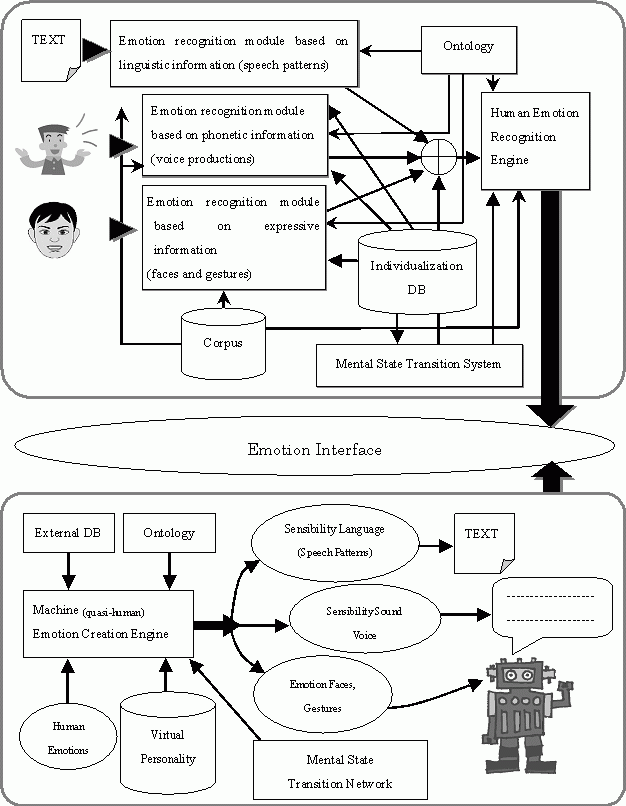 TEXT
Emotion recognition module based on
linguistic information (speech patterns)
Ontology
Emotion recognition module
based on phonetic information
(voice productions)
Human Emotion
Recognition
Engine
Emotion recognition module
based on expressive
information
(faces and gestures)
Individualization
DB
Corpus
Mental State Transition System
Emotion Interface
External DB
Ontology
Sensibility Language
(Speech Patterns)
TEXT
Machine (quasi-human)
Emotion Creation Engine
Sensibility Sound
Voice
Emotion Faces,
Gestures
Human
Emotions
Virtual
Personality
Mental State
Transition Network